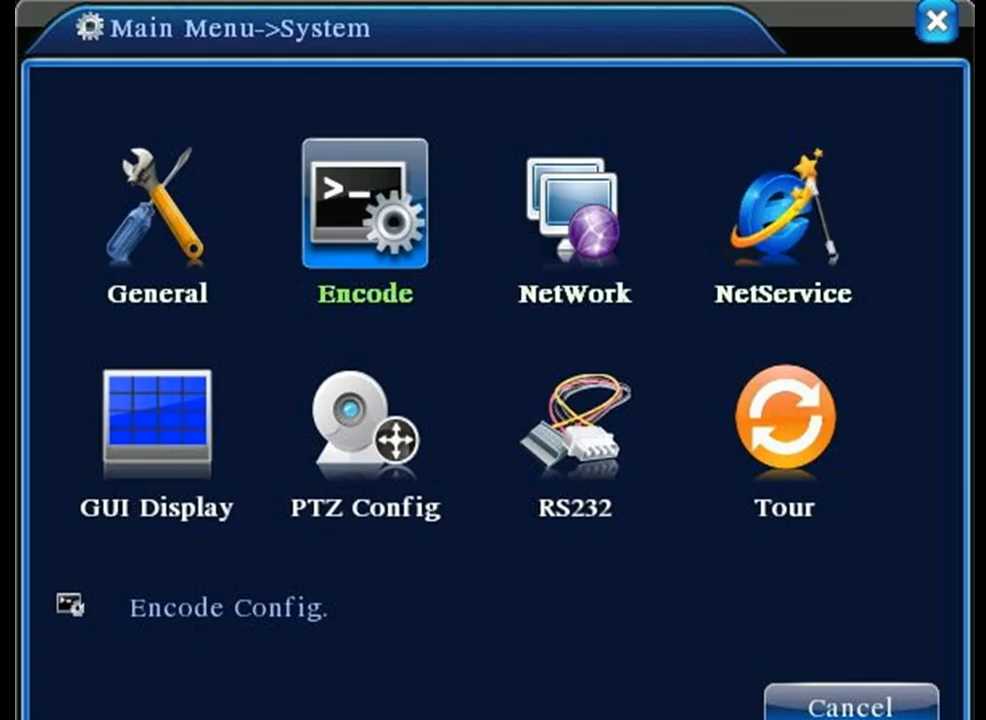 Main Menu->System
General
Encode
NetWork
NetService
GUI Display
PTZ Config
RS232
Tour
Encode Config.
Cancel